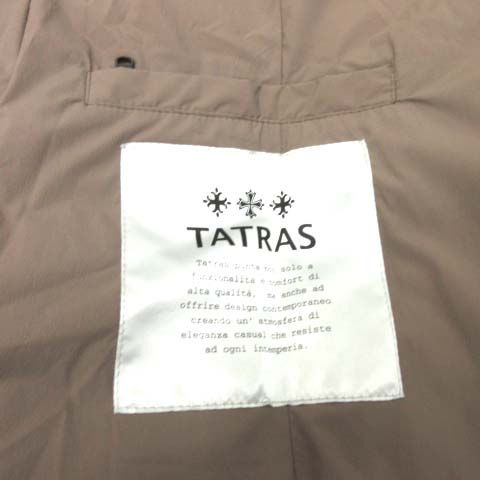 TATRAS
Tatras punta non solo a
funzionalità e comfort di
alta qualità, ma anche ad
offrire design contemporaneo
creando un' atmosfera di
eleganza casual che resiste
ad ogni intemperia.